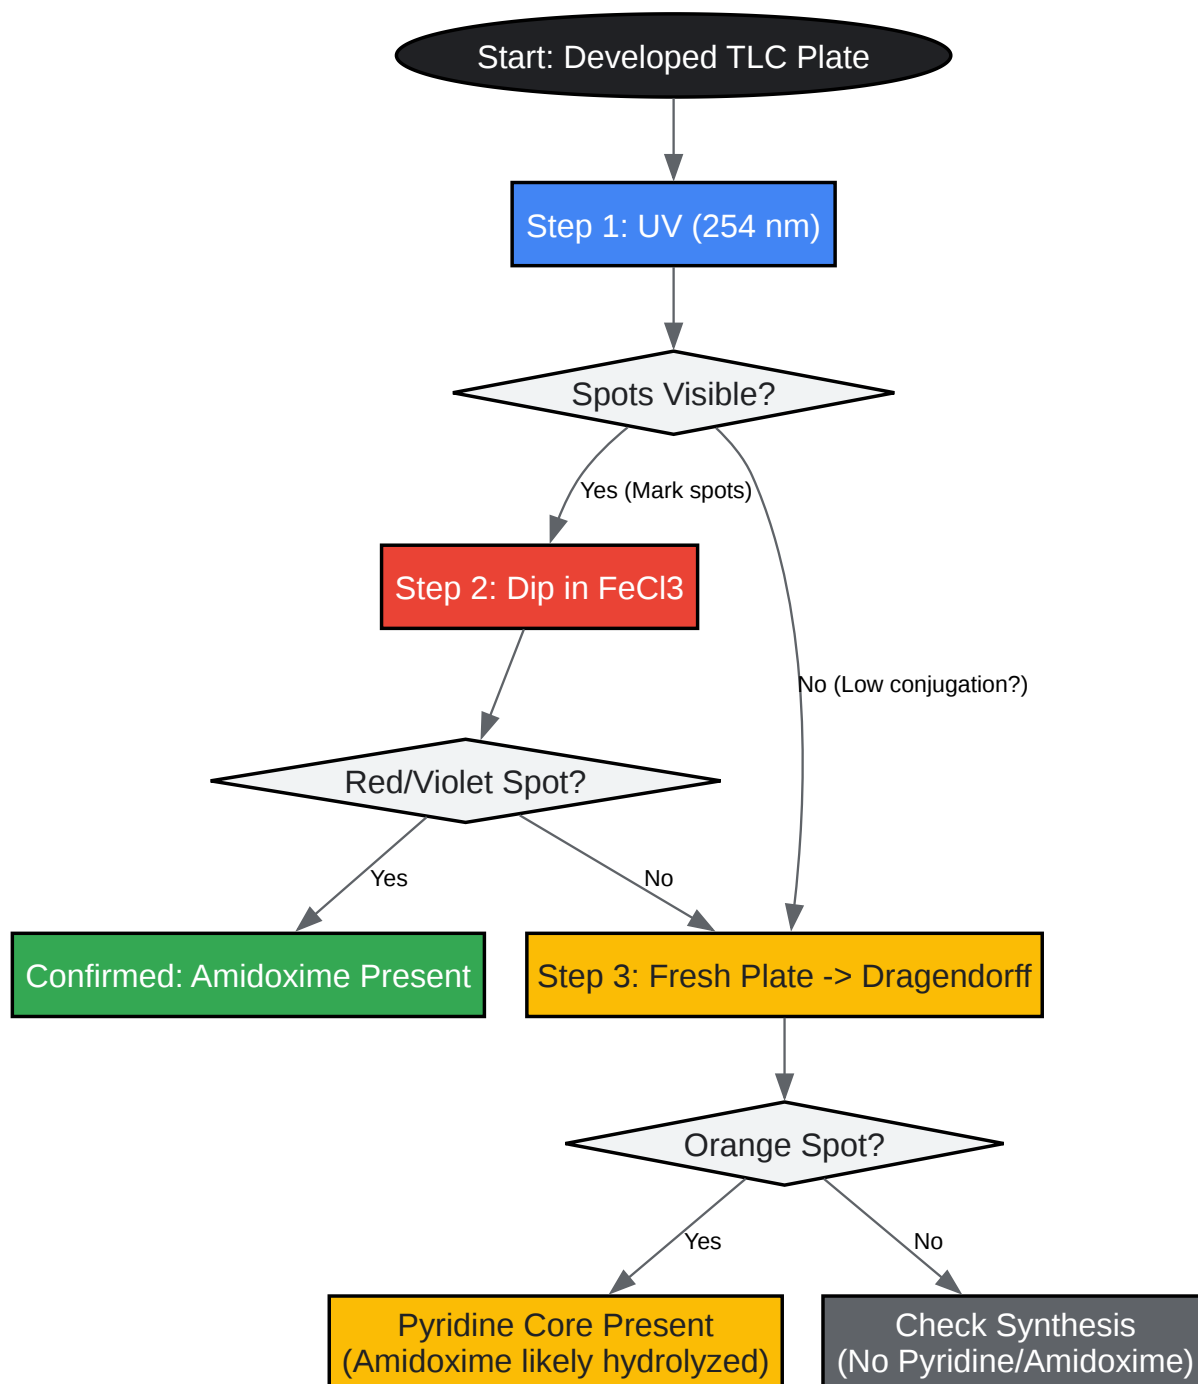 Start: Developed TLC Plate
Step 1: UV (254 nm)
Spots Visible?
Yes (Mark spots)
Step 2: Dip in FeCl3
No (Low conjugation?)
Red/Violet Spot?
Yes
No
Confirmed: Amidoxime Present
Step 3: Fresh Plate -> Dragendorff
Orange Spot?
Yes
No
Pyridine Core Present
(Amidoxime likely hydrolyzed)
Check Synthesis
(No Pyridine/Amidoxime)